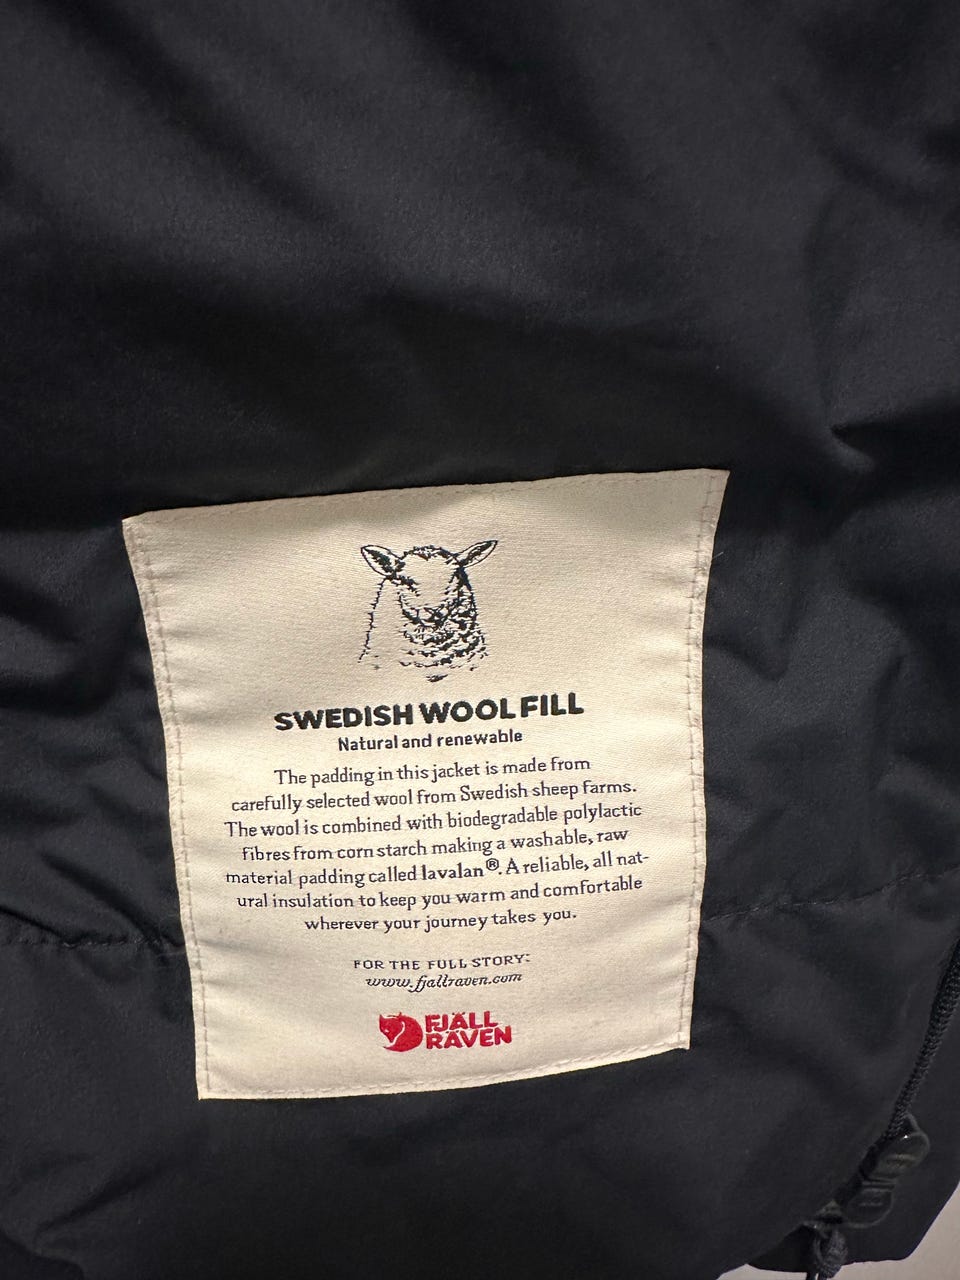 SWEDISH WOOL FILL
Natural and renewable
The padding in this jacket is made from
carefully selected wool from Swedish sheep farms.
The wool is combined with biodegradable polylactic
fibres from corn starch making a washable, raw
material padding called lavalan®. A reliable, all nat-
ural insulation to keep you warm and comfortable
wherever your journey takes you.
FOR THE FULL STORY:
www.fjallraven.com
FJÄLL
RÄVEN